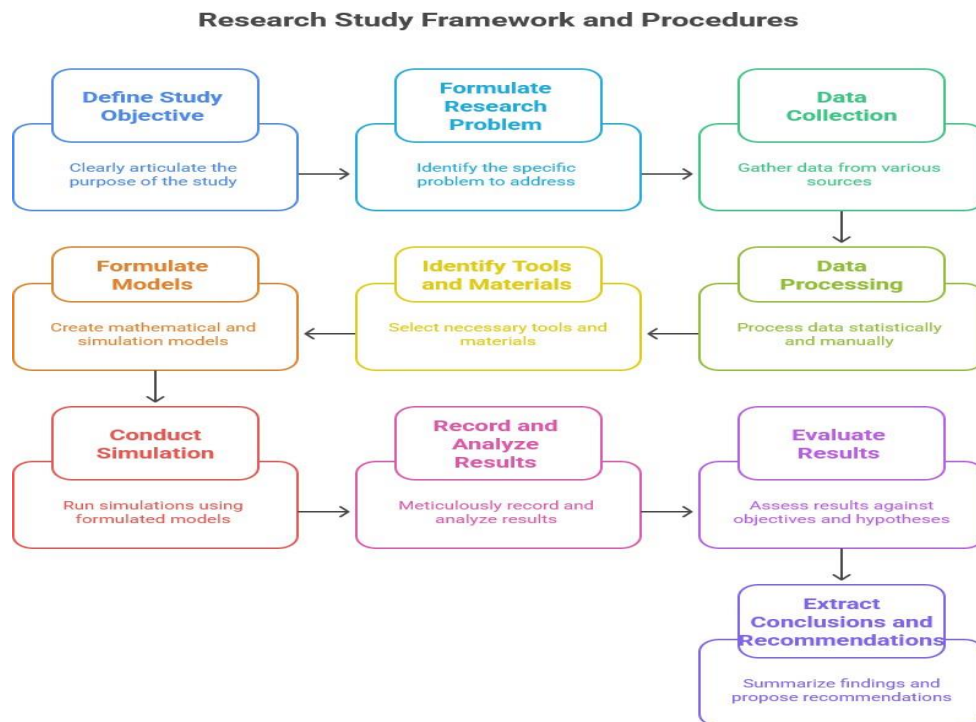 Research Study Framework and Procedures
Define Study
Objective
Clearly articulate the
purpose of the study
Formulate
Research
Problem
Identify the specific
problem to address
Data
Collection
Gather data from various
sources
Data
Processing
Process data statistically
and manually
Identify Tools
and Materials
Select necessary tools and
materials
Formulate
Models
Create mathematical and
simulation models
Conduct
Simulation
Run simulations using
formulated models
Record and
Analyze
Results
Meticulously record and
analyze results
Evaluate
Results
Assess results against
objectives and hypotheses
Extract
Conclusions and
Recommendations
Summarize findings and
propose recommendations